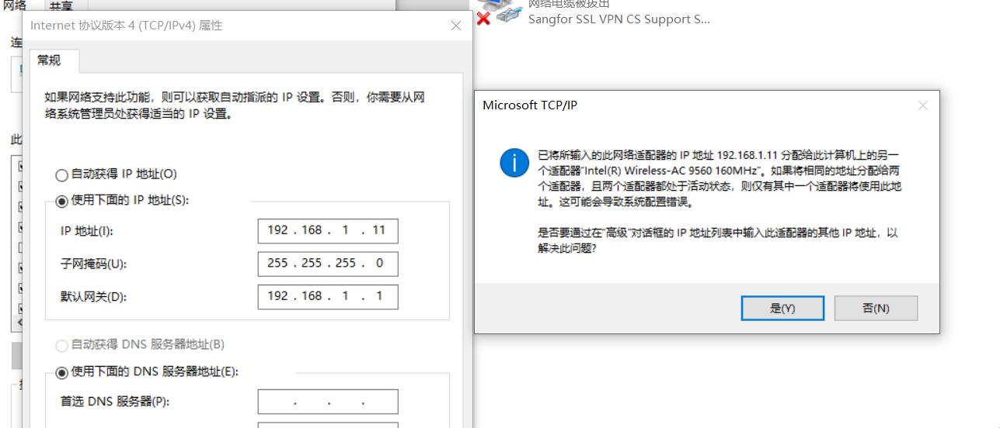 网络
共享
网络电缆被拔出
Sangfor SSL VPN CS Support S...
Internet 协议版本 4 (TCP/IPv4) 属性
连
常规
如果网络支持此功能，则可以获取自动指派的 IP 设置。否则，你需要从网
络系统管理员处获得适当的 IP 设置。
此
自动获得 IP 地址(O)
使用下面的 IP 地址(S):
IP 地址(I):
192 . 168 . 1 . 11
子网掩码(U):
255 . 255 . 255 . 0
默认网关(D):
192 . 168 . 1 . 1
自动获得 DNS 服务器地址(B)
使用下面的 DNS 服务器地址(E):
首选 DNS 服务器(P):
. . .
Microsoft TCP/IP
已将所输入的此网络适配器的 IP 地址 192.168.1.11 分配给此计算机上的另一
个适配器“Intel(R) Wireless-AC 9560 160MHz”。如果将相同的地址分配给两
个适配器，且两个适配器都处于活动状态，则仅有其中一个适配器将使用此地
址。这可能会导致系统配置错误。
是否要通过在“高级”对话框的 IP 地址列表中输入此适配器的其他 IP 地址，以
解决此问题?
是(Y)
否(N)